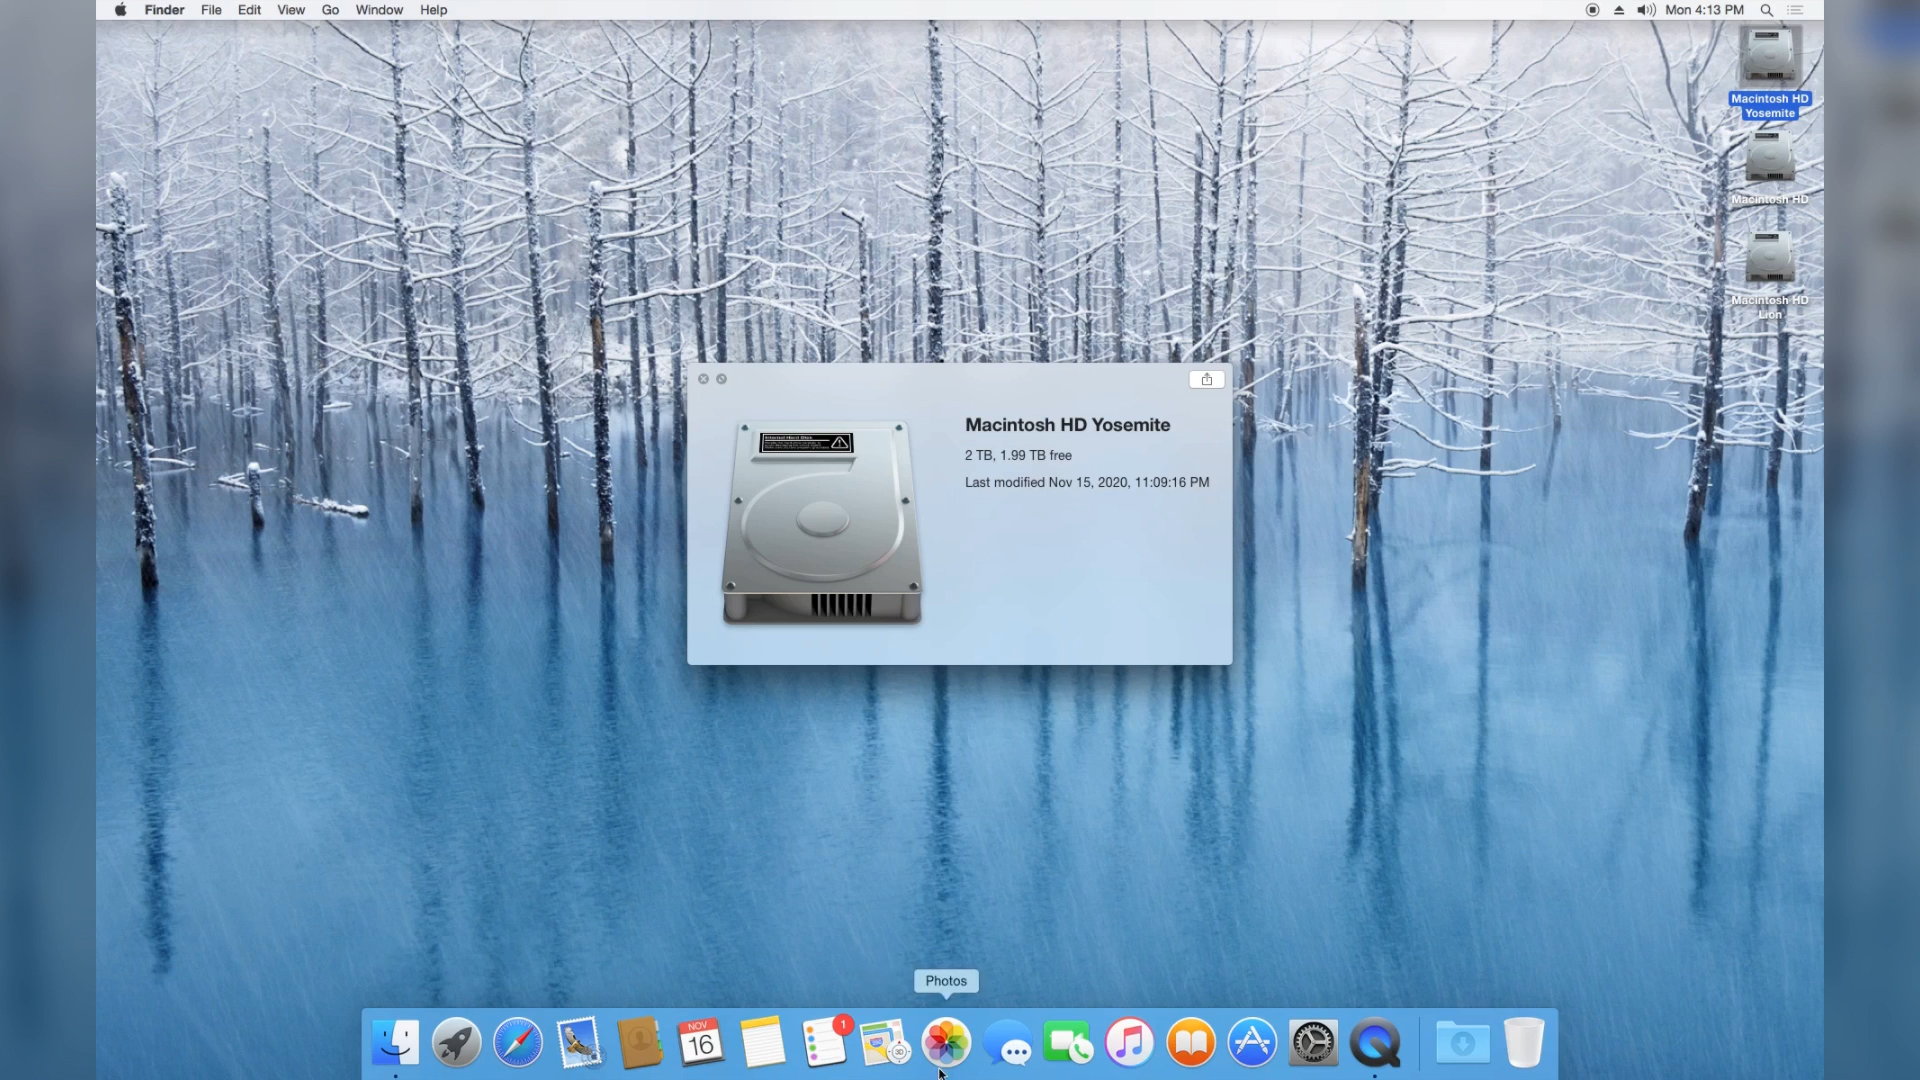 Finder File Edit View Go Window Help
Mon 4:13 PM
Macintosh HD
Yosemite
Macintosh HD
Macintosh HD
Lion
Macintosh HD Yosemite
2 TB, 1.99 TB free
Last modified Nov 15, 2020, 11:09:16 PM
Photos
NOV
16
1
3D